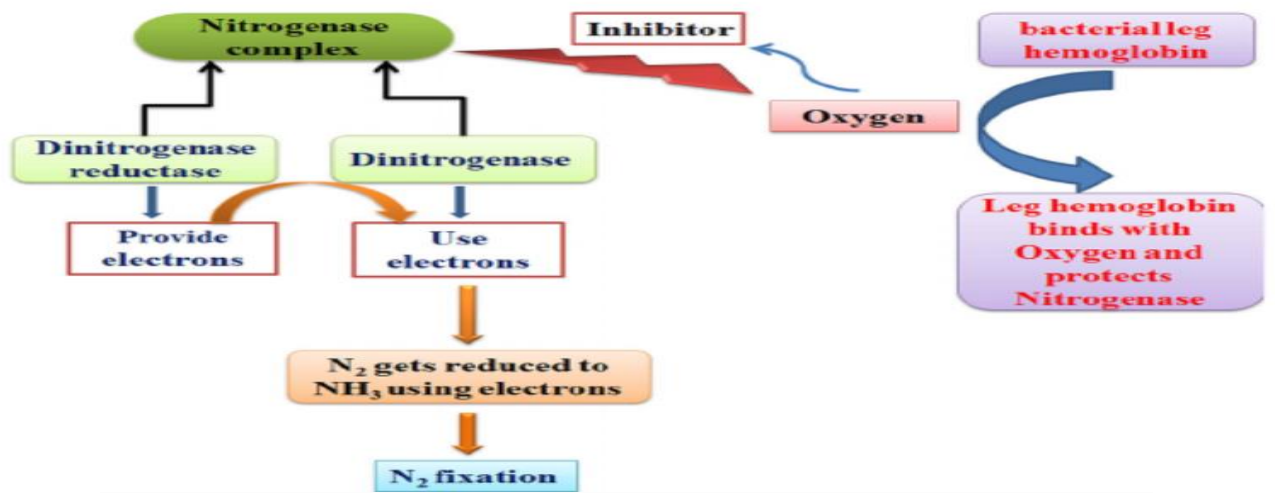 Nitrogenase
complex
Inhibitor
bacterial leg
hemoglobin
Oxygen
Dinitrogenase
reductase
Dinitrogenase
Provide
electrons
Use
electrons
Leg hemoglobin
binds with
Oxygen and
protects
Nitrogenase
N₂ gets reduced to
NH₃ using electrons
N₂ fixation